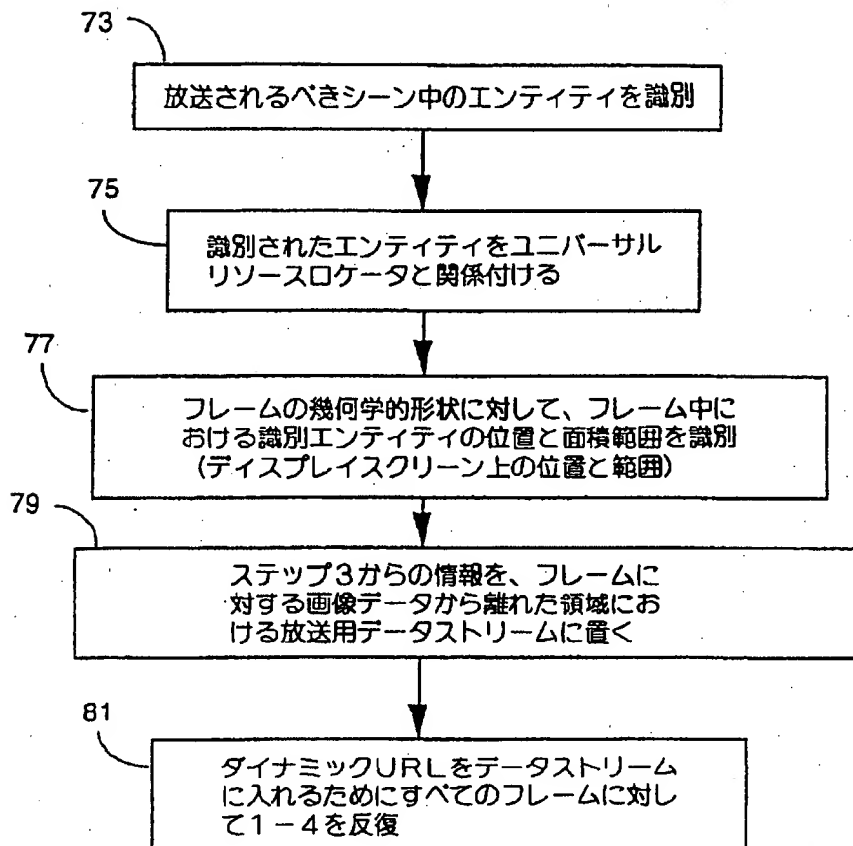 73
放送されるべきシーン中のエンティティを識別
75
識別されたエンティティをユニバーサル
リソースロケータと関係付ける
77
フレームの幾何学的形状に対して、フレーム中に
おける識別エンティティの位置と面積範囲を識別
(ディスプレイスクリーン上の位置と範囲)
79
ステップ3からの情報を、フレームに
対する画像データから離れた領域にお
ける放送用データストリームに置く
81
ダイナミックURLをデータストリーム
に入れるためにすべてのフレームに対し
て1-4を反復